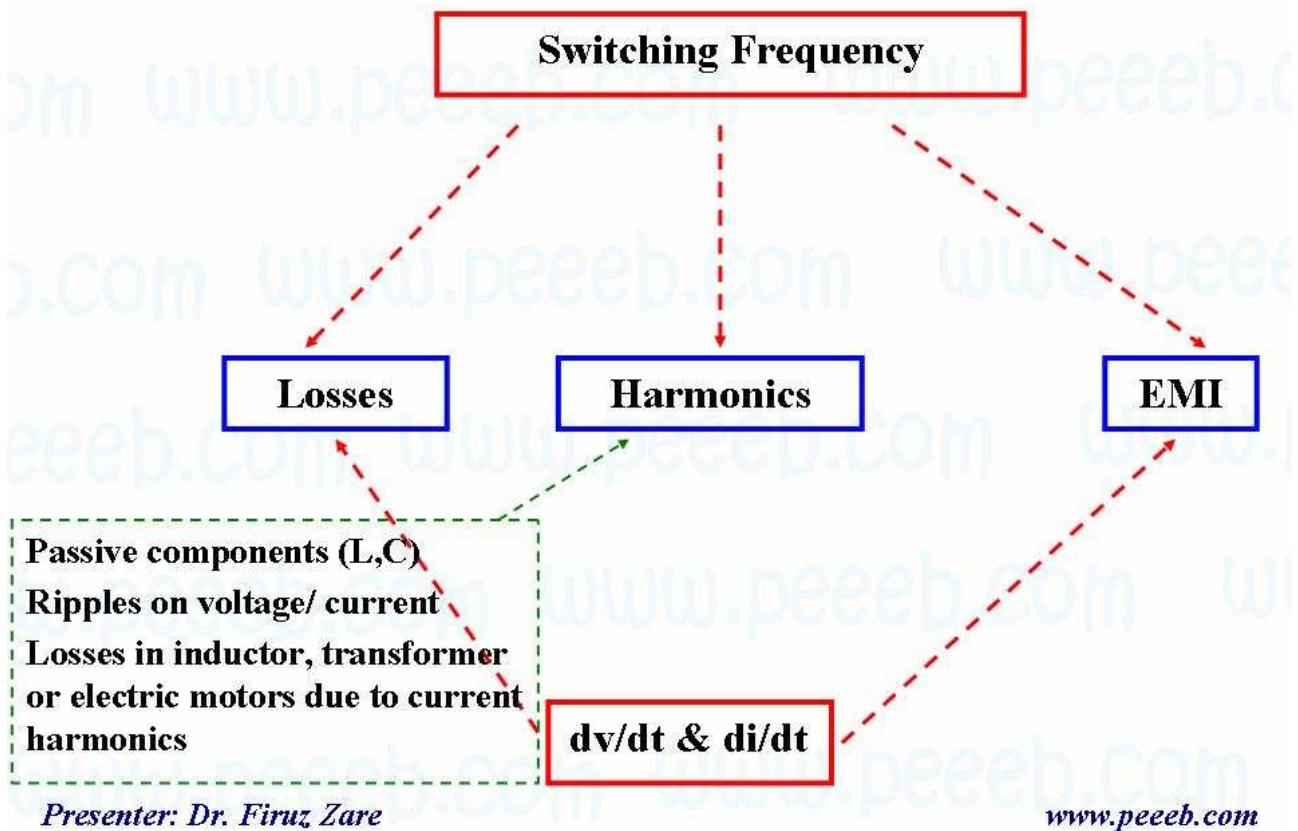 Switching Frequency
Losses
Harmonics
EMI
Passive components (L,C)
Ripples on voltage/ current
Losses in inductor, transformer
or electric motors due to current
harmonics
dv/dt & di/dt
Presenter: Dr. Firuz Zare
www.peeeb.com